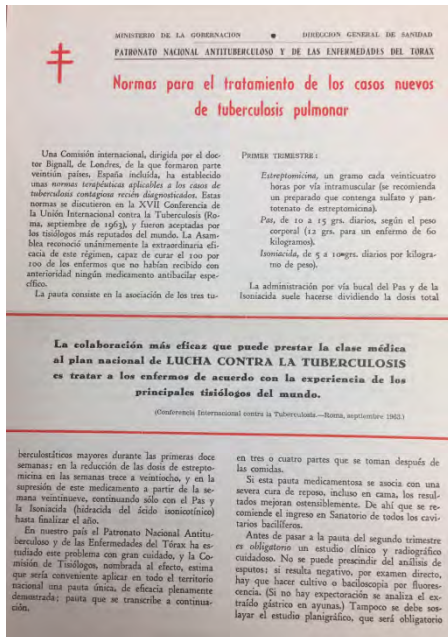 MINISTERIO DE LA GOBERNACION • DIRECCION GENERAL DE SANIDAD
PATRONATO NACIONAL ANTITUBERCULOSO Y DE LAS ENFERMEDADES DEL TORAX
Normas para el tratamiento de los casos nuevos
de tuberculosis pulmonar
Una Comisión internacional, dirigida por el doc-
tor Bignall, de Londres, de la que formaron parte
veintiún países, España incluída, ha establecido
unas normas terapéuticas aplicables a los casos de
tuberculosis contagiosa recién diagnosticados. Estas
normas se discutieron en la XVII Conferencia de
la Unión Internacional contra la Tuberculosis (Ro-
ma, septiembre de 1963), y fueron aceptadas por
los tisiólogos más reputados del mundo. La Asam-
blea reconoció unánimemente la extraordinaria efi-
cacia de este régimen, capaz de curar el 100 por
100 de los enfermos que no habían recibido con
anterioridad ningún medicamento antibacilar espe-
cífico.
La pauta consiste en la asociación de los tres tu-
PRIMER TRIMESTRE:
Estreptomicina, un gramo cada veinticuatro
horas por vía intramuscular (se recomienda
un preparado que contenga sulfato y pan-
totenato de estreptomicina).
Pas, de 10 a 15 grs. diarios, según el peso
corporal (12 grs. para un enfermo de 60
kilogramos).
Isoniacida, de 5 a 10 grs. diarios por kilogra-
mo de peso).
La administración por vía bucal del Pas y de la
Isoniacida suele hacerse dividiendo la dosis total
La colaboración más eficaz que puede prestar la clase médica
al plan nacional de LUCHA CONTRA LA TUBERCULOSIS
es tratar a los enfermos de acuerdo con la experiencia de los
principales tisiólogos del mundo.
(Conferencia Internacional contra la Tuberculosis.—Roma, septiembre 1963.)
berculostáticos mayores durante las primeras doce
semanas; en la reducción de las dosis de estrepto-
micina en las semanas trece a veintiocho, y en la
supresión de este medicamento a partir de la se-
mana veintinueve, continuando sólo con el Pas y
la Isoniacida (hidracida del ácido isonicotínico)
hasta finalizar el año.
En nuestro país el Patronato Nacional Antitu-
berculoso y de las Enfermedades del Tórax ha es-
tudiado este problema con gran cuidado, y la Co-
misión de Tisiólogos, nombrada al efecto, estima
que sería conveniente aplicar en todo el territorio
nacional una pauta única, de eficacia plenamente
demostrada; pauta que se transcribe a continua-
ción.
en tres o cuatro partes que se toman después de
las comidas.
Si esta pauta medicamentosa se asocia con una
severa cura de reposo, incluso en cama, los resul-
tados mejoran ostensiblemente. De ahí que se re-
comiende el ingreso en Sanatorio de todos los cavi-
tarios bacilíferos.
Antes de pasar a la pauta del segundo trimestre
es obligatorio un estudio clínico y radiográfico
cuidadoso. No se puede prescindir del análisis de
esputos; si resulta negativo, por examen directo,
hay que hacer cultivo o baciloscopia por fluores-
cencia. (Si no hay expectoración se analiza el ex-
traído gástrico en ayunas.) Tampoco se debe sos-
layar el estudio planigráfico, que será obligatorio